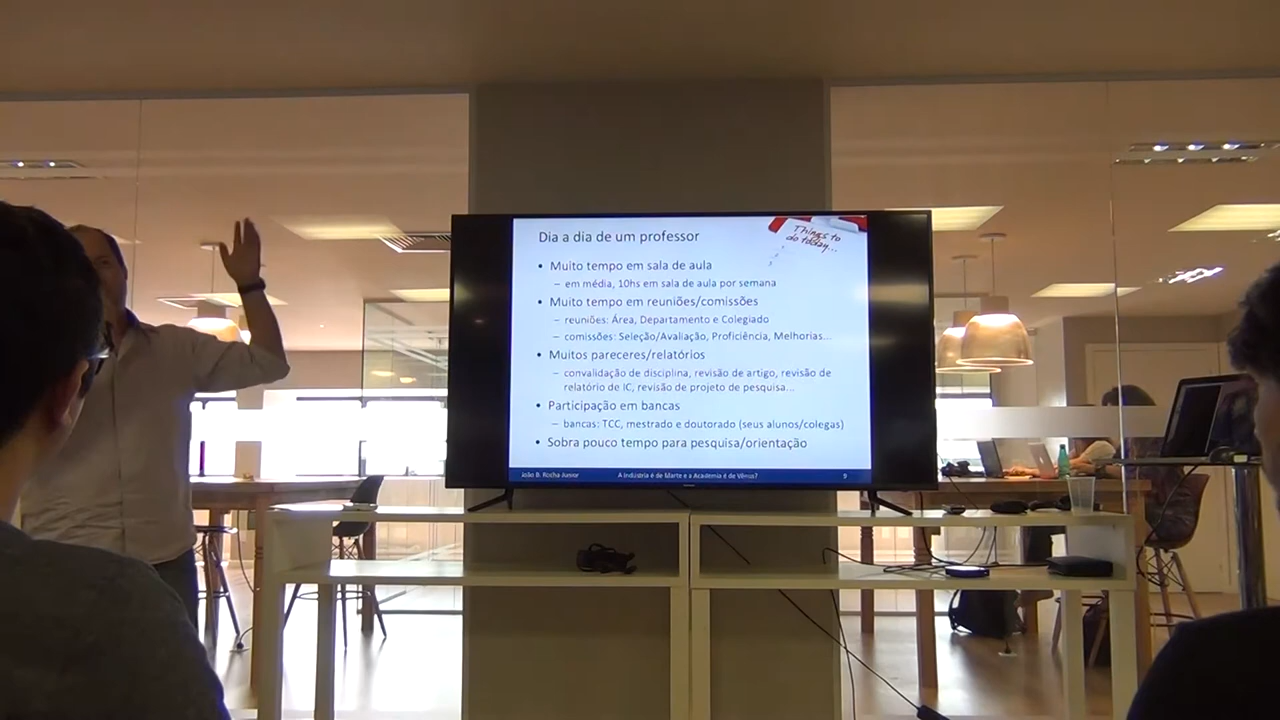 Dia a dia de um professor
Things to
do today...
• Muito tempo em sala de aula
– em média, 10hs em sala de aula por semana
• Muito tempo em reuniões/comissões
– reuniões: Área, Departamento e Colegiado
– comissões: Seleção/Avaliação, Proficiência, Melhorias...
• Muitos pareceres/relatórios
– convalidação de disciplina, revisão de artigo, revisão de
relatório de IC, revisão de projeto de pesquisa...
• Participação em bancas
– bancas: TCC, mestrado e doutorado (seus alunos/colegas)
• Sobra pouco tempo para pesquisa/orientação
João B. Rocha-Junior A Indústria é de Marte e a Academia é de Vênus? 9